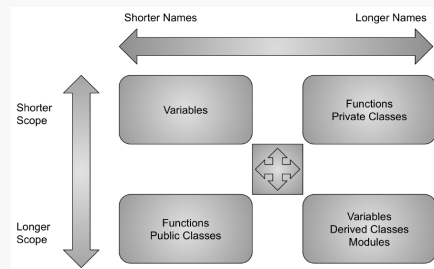 Shorter Names
Longer Names
Shorter
Scope
Variables
Functions
Private Classes
Longer
Scope
Functions
Public Classes
Variables
Derived Classes
Modules